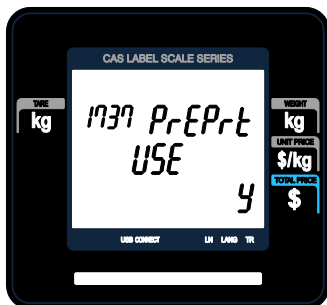 CAS LABEL SCALE SERIES
TARE
kg
1737 PrEPrt
USE
y
WEIGHT
kg
UNIT PRICE
$/kg
TOTAL PRICE
$
USB CONNECT LN LANG TR